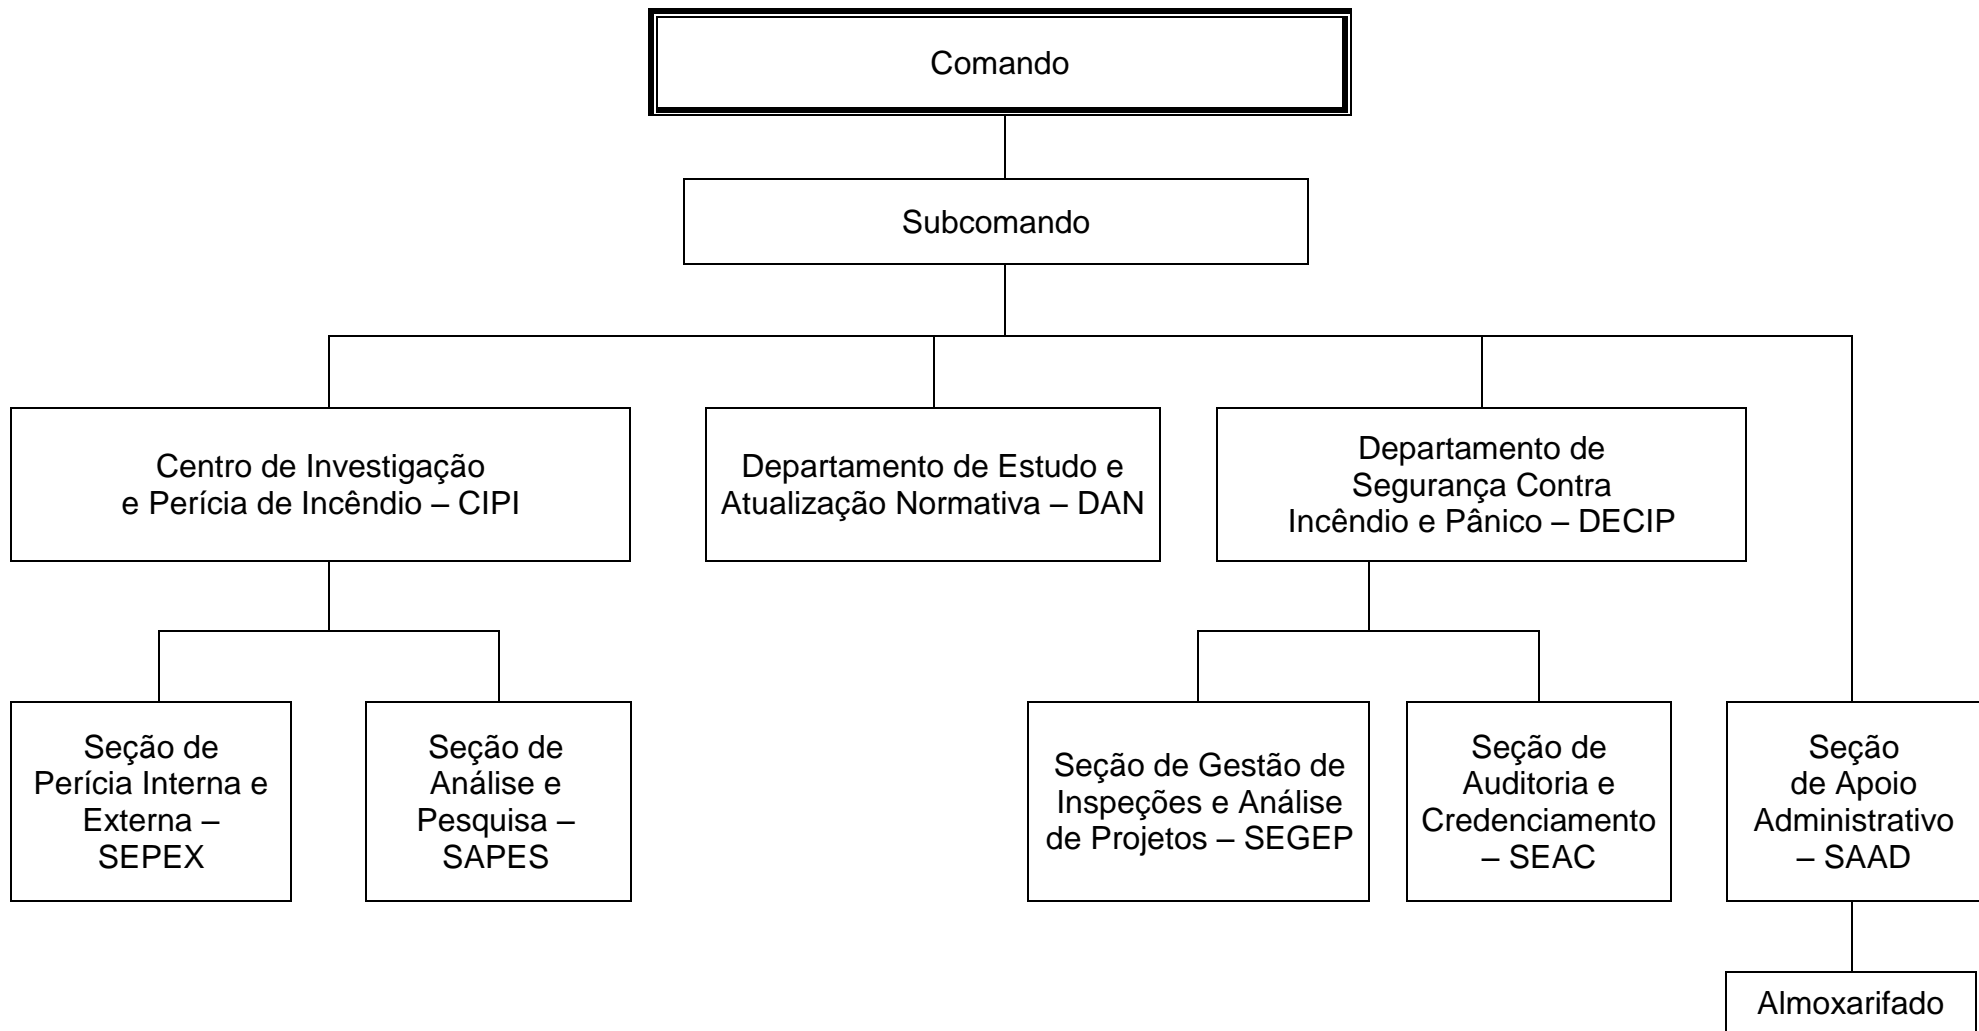 Comando
Subcomando
Centro de Investigação
e Perícia de Incêndio – CIPI
Departamento de Estudo e
Atualização Normativa – DAN
Departamento de
Segurança Contra
Incêndio e Pânico – DECIP
Seção de
Perícia Interna e
Externa –
SEPEX
Seção de
Análise e
Pesquisa –
SAPES
Seção de Gestão de
Inspeções e Análise
de Projetos – SEGEP
Seção de
Auditoria e
Credenciamento
– SEAC
Seção
de Apoio
Administrativo
– SAAD
Almoxarifado